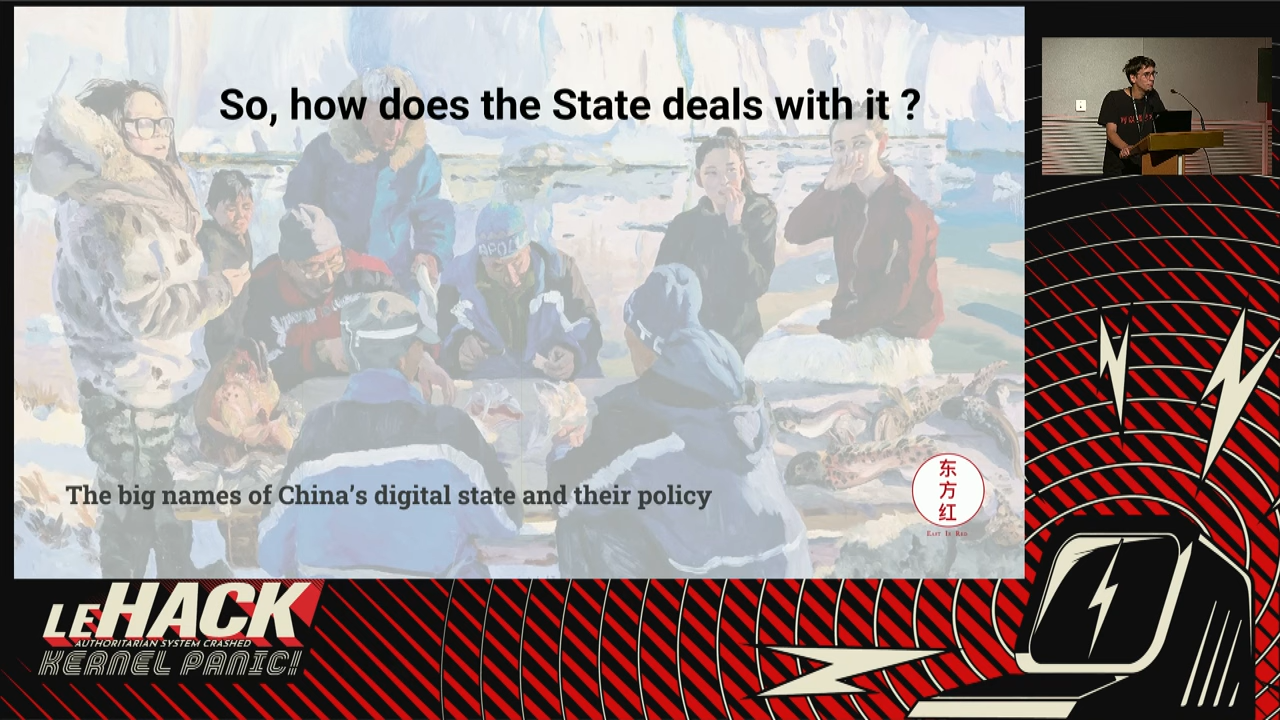 So, how does the State deals with it ?
The big names of China's digital state and their policy
东
方
红
East Is Red
LEHACK
AUTHORITARIAN SYSTEM CRASHED
KERNEL PANIC!